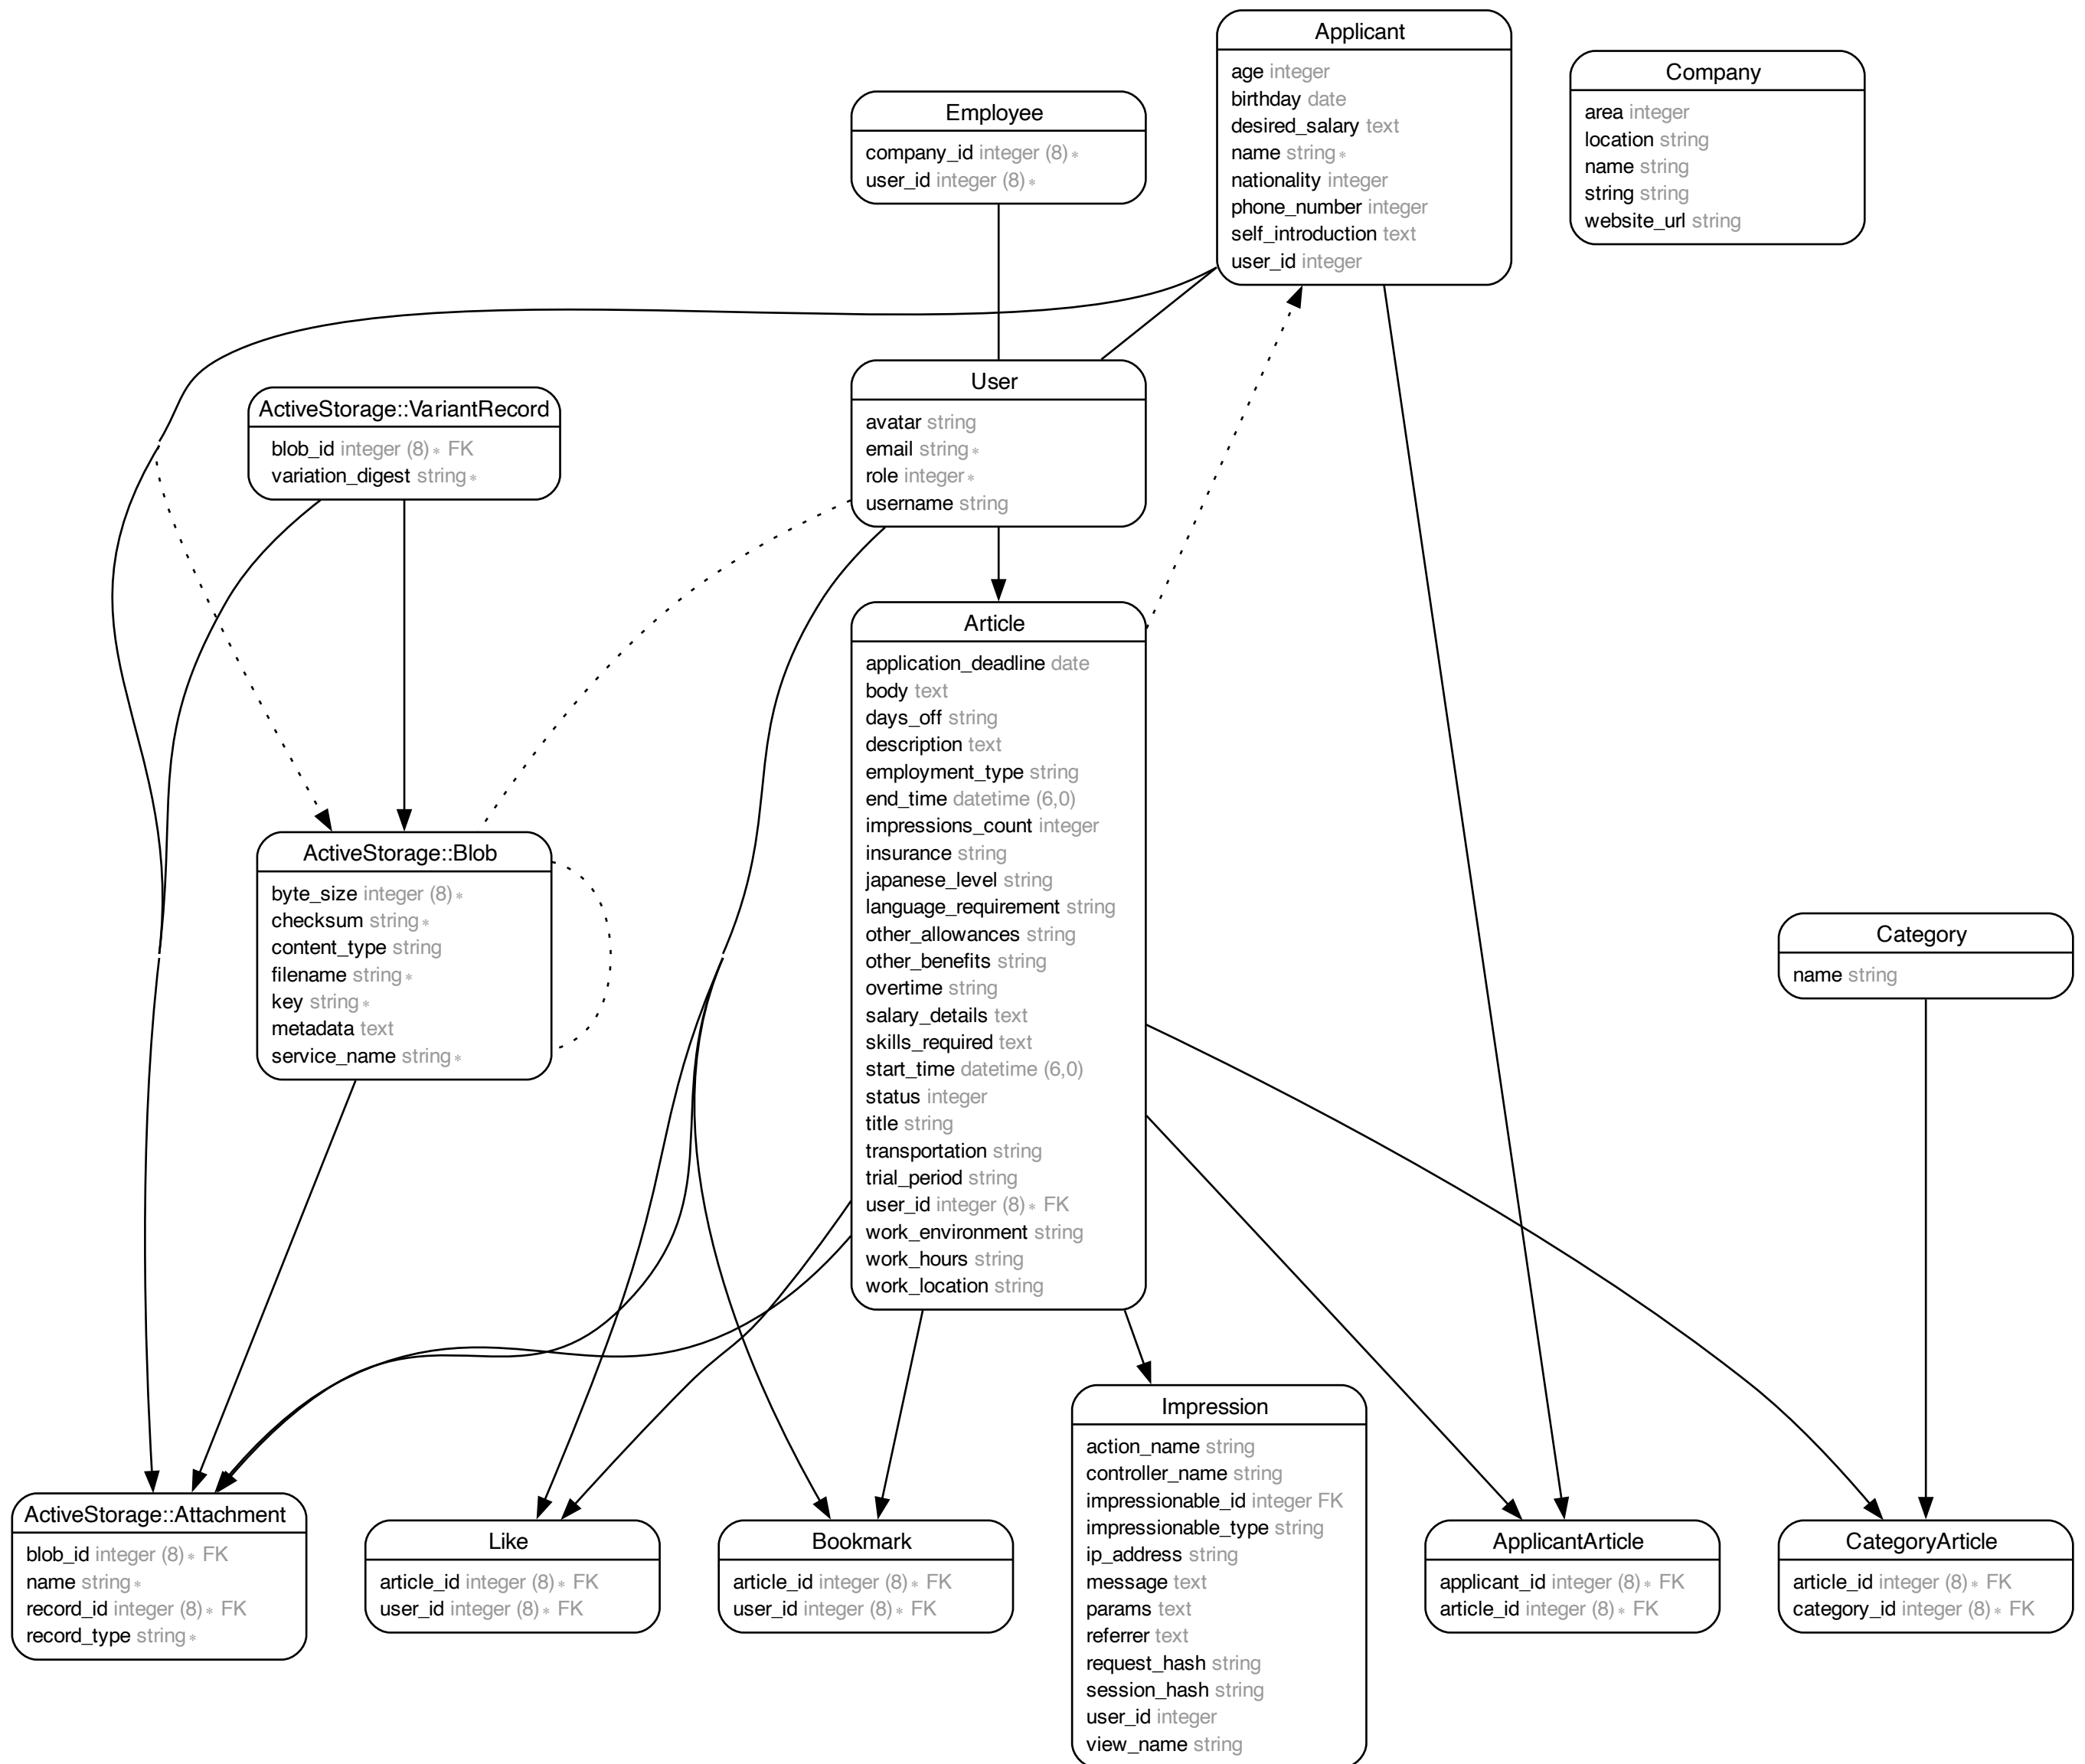 Applicant
age integer
birthday date
desired_salary text
name string∗
nationality integer
phone_number integer
self_introduction text
user_id integer
Company
area integer
location string
name string
string string
website_url string
Employee
company_id integer (8)∗
user_id integer (8)∗
User
avatar string
email string∗
role integer∗
username string
ActiveStorage::VariantRecord
blob_id integer (8)∗ FK
variation_digest string∗
Article
application_deadline date
body text
days_off string
description text
employment_type string
end_time datetime (6,0)
impressions_count integer
insurance string
japanese_level string
language_requirement string
other_allowances string
other_benefits string
overtime string
salary_details text
skills_required text
start_time datetime (6,0)
status integer
title string
transportation string
trial_period string
user_id integer (8)∗ FK
work_environment string
work_hours string
work_location string
ActiveStorage::Blob
byte_size integer (8)∗
checksum string∗
content_type string
filename string∗
key string∗
metadata text
service_name string∗
Category
name string
ActiveStorage::Attachment
blob_id integer (8)∗ FK
name string∗
record_id integer (8)∗ FK
record_type string∗
Like
article_id integer (8)∗ FK
user_id integer (8)∗ FK
Bookmark
article_id integer (8)∗ FK
user_id integer (8)∗ FK
Impression
action_name string
controller_name string
impressionable_id integer FK
impressionable_type string
ip_address string
message text
params text
referrer text
request_hash string
session_hash string
user_id integer
view_name string
ApplicantArticle
applicant_id integer (8)∗ FK
article_id integer (8)∗ FK
CategoryArticle
article_id integer (8)∗ FK
category_id integer (8)∗ FK